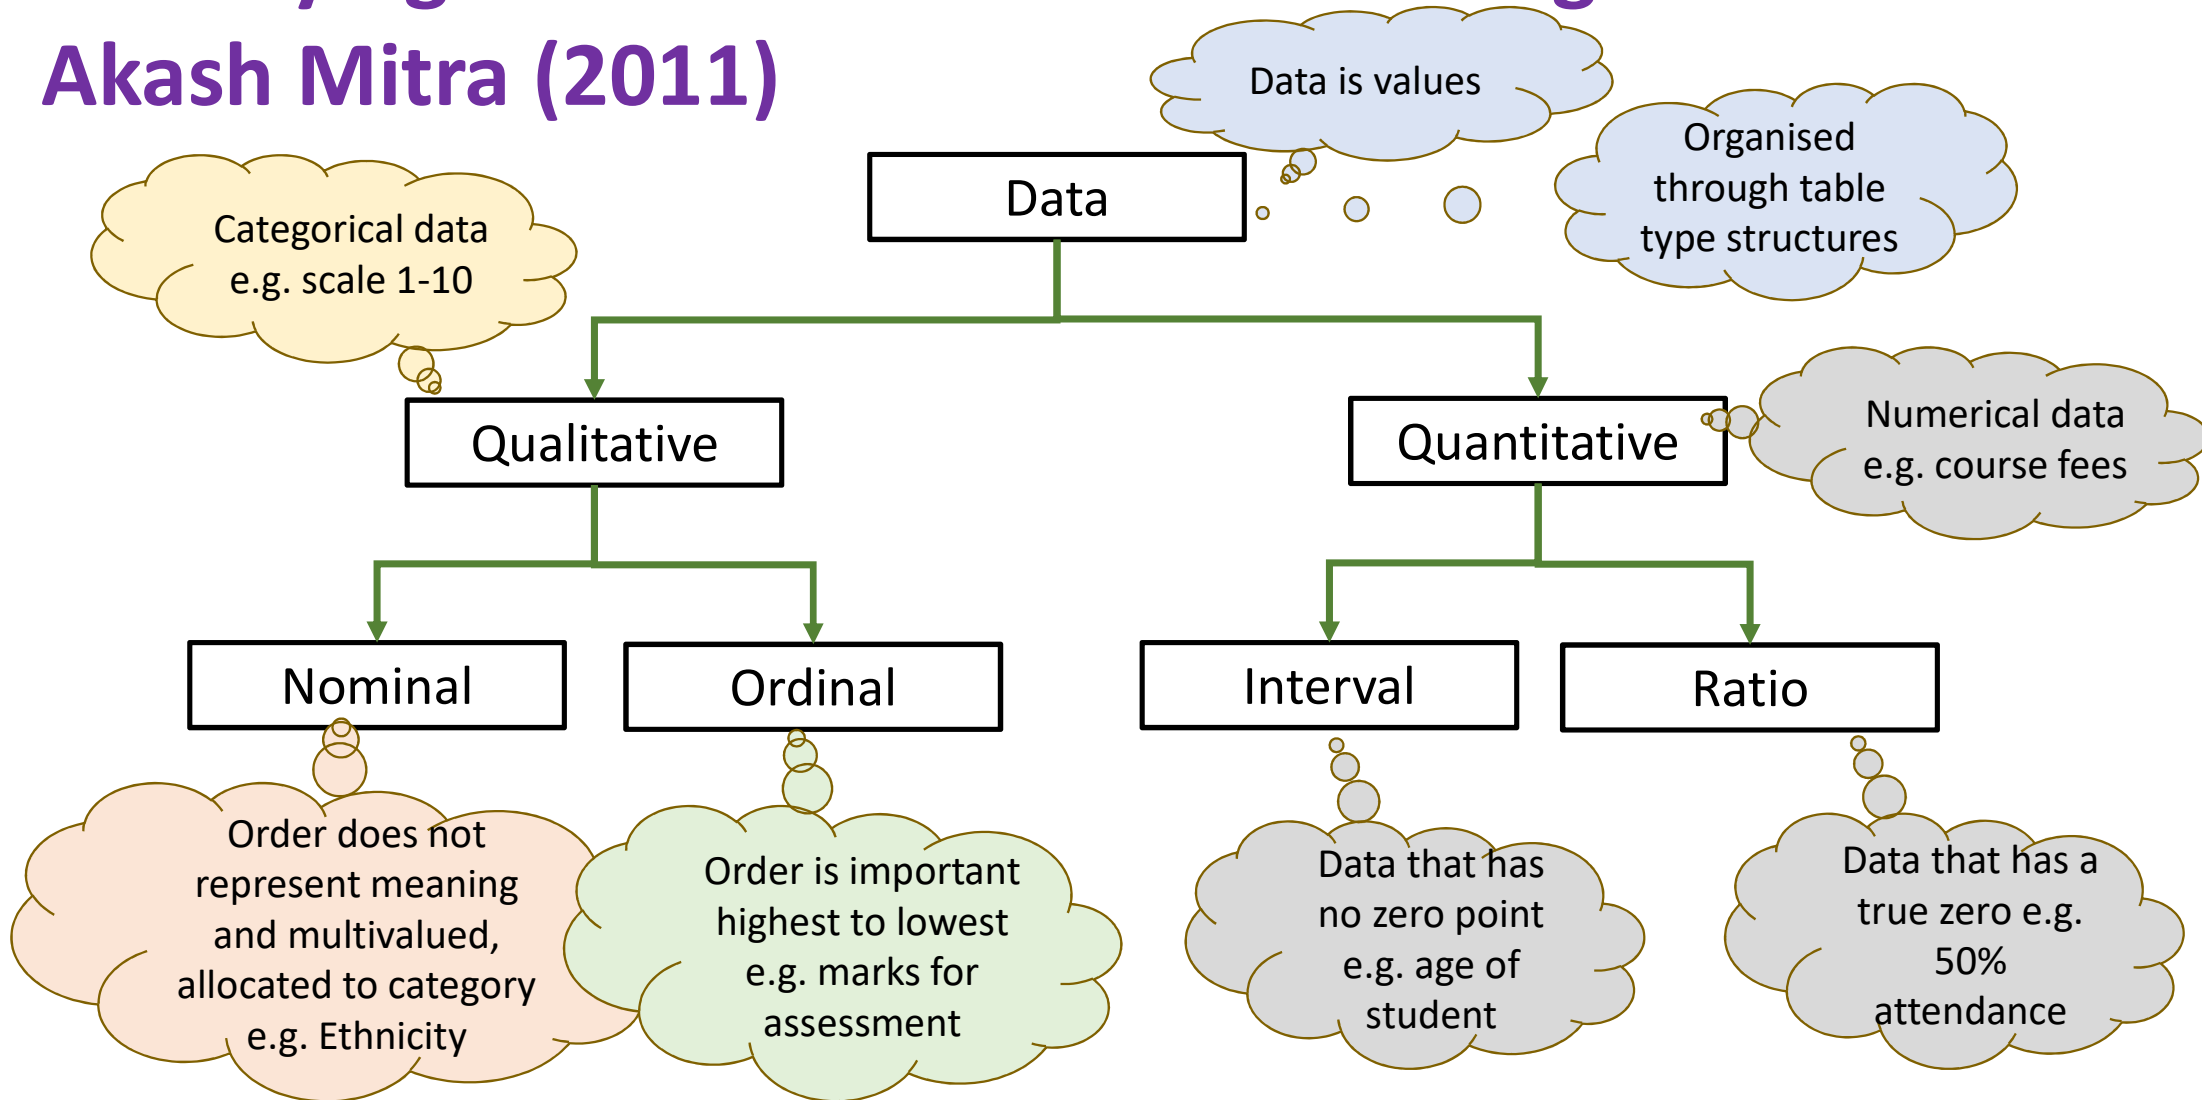 Akash Mitra (2011)
Data is values
Organised
through table
type structures
Data
Categorical data
e.g. scale 1-10
Qualitative
Quantitative
Numerical data
e.g. course fees
Nominal
Ordinal
Interval
Ratio
Order does not
represent meaning
and multivalued,
allocated to category
e.g. Ethnicity
Order is important
highest to lowest
e.g. marks for
assessment
Data that has
no zero point
e.g. age of
student
Data that has a
true zero e.g.
50%
attendance